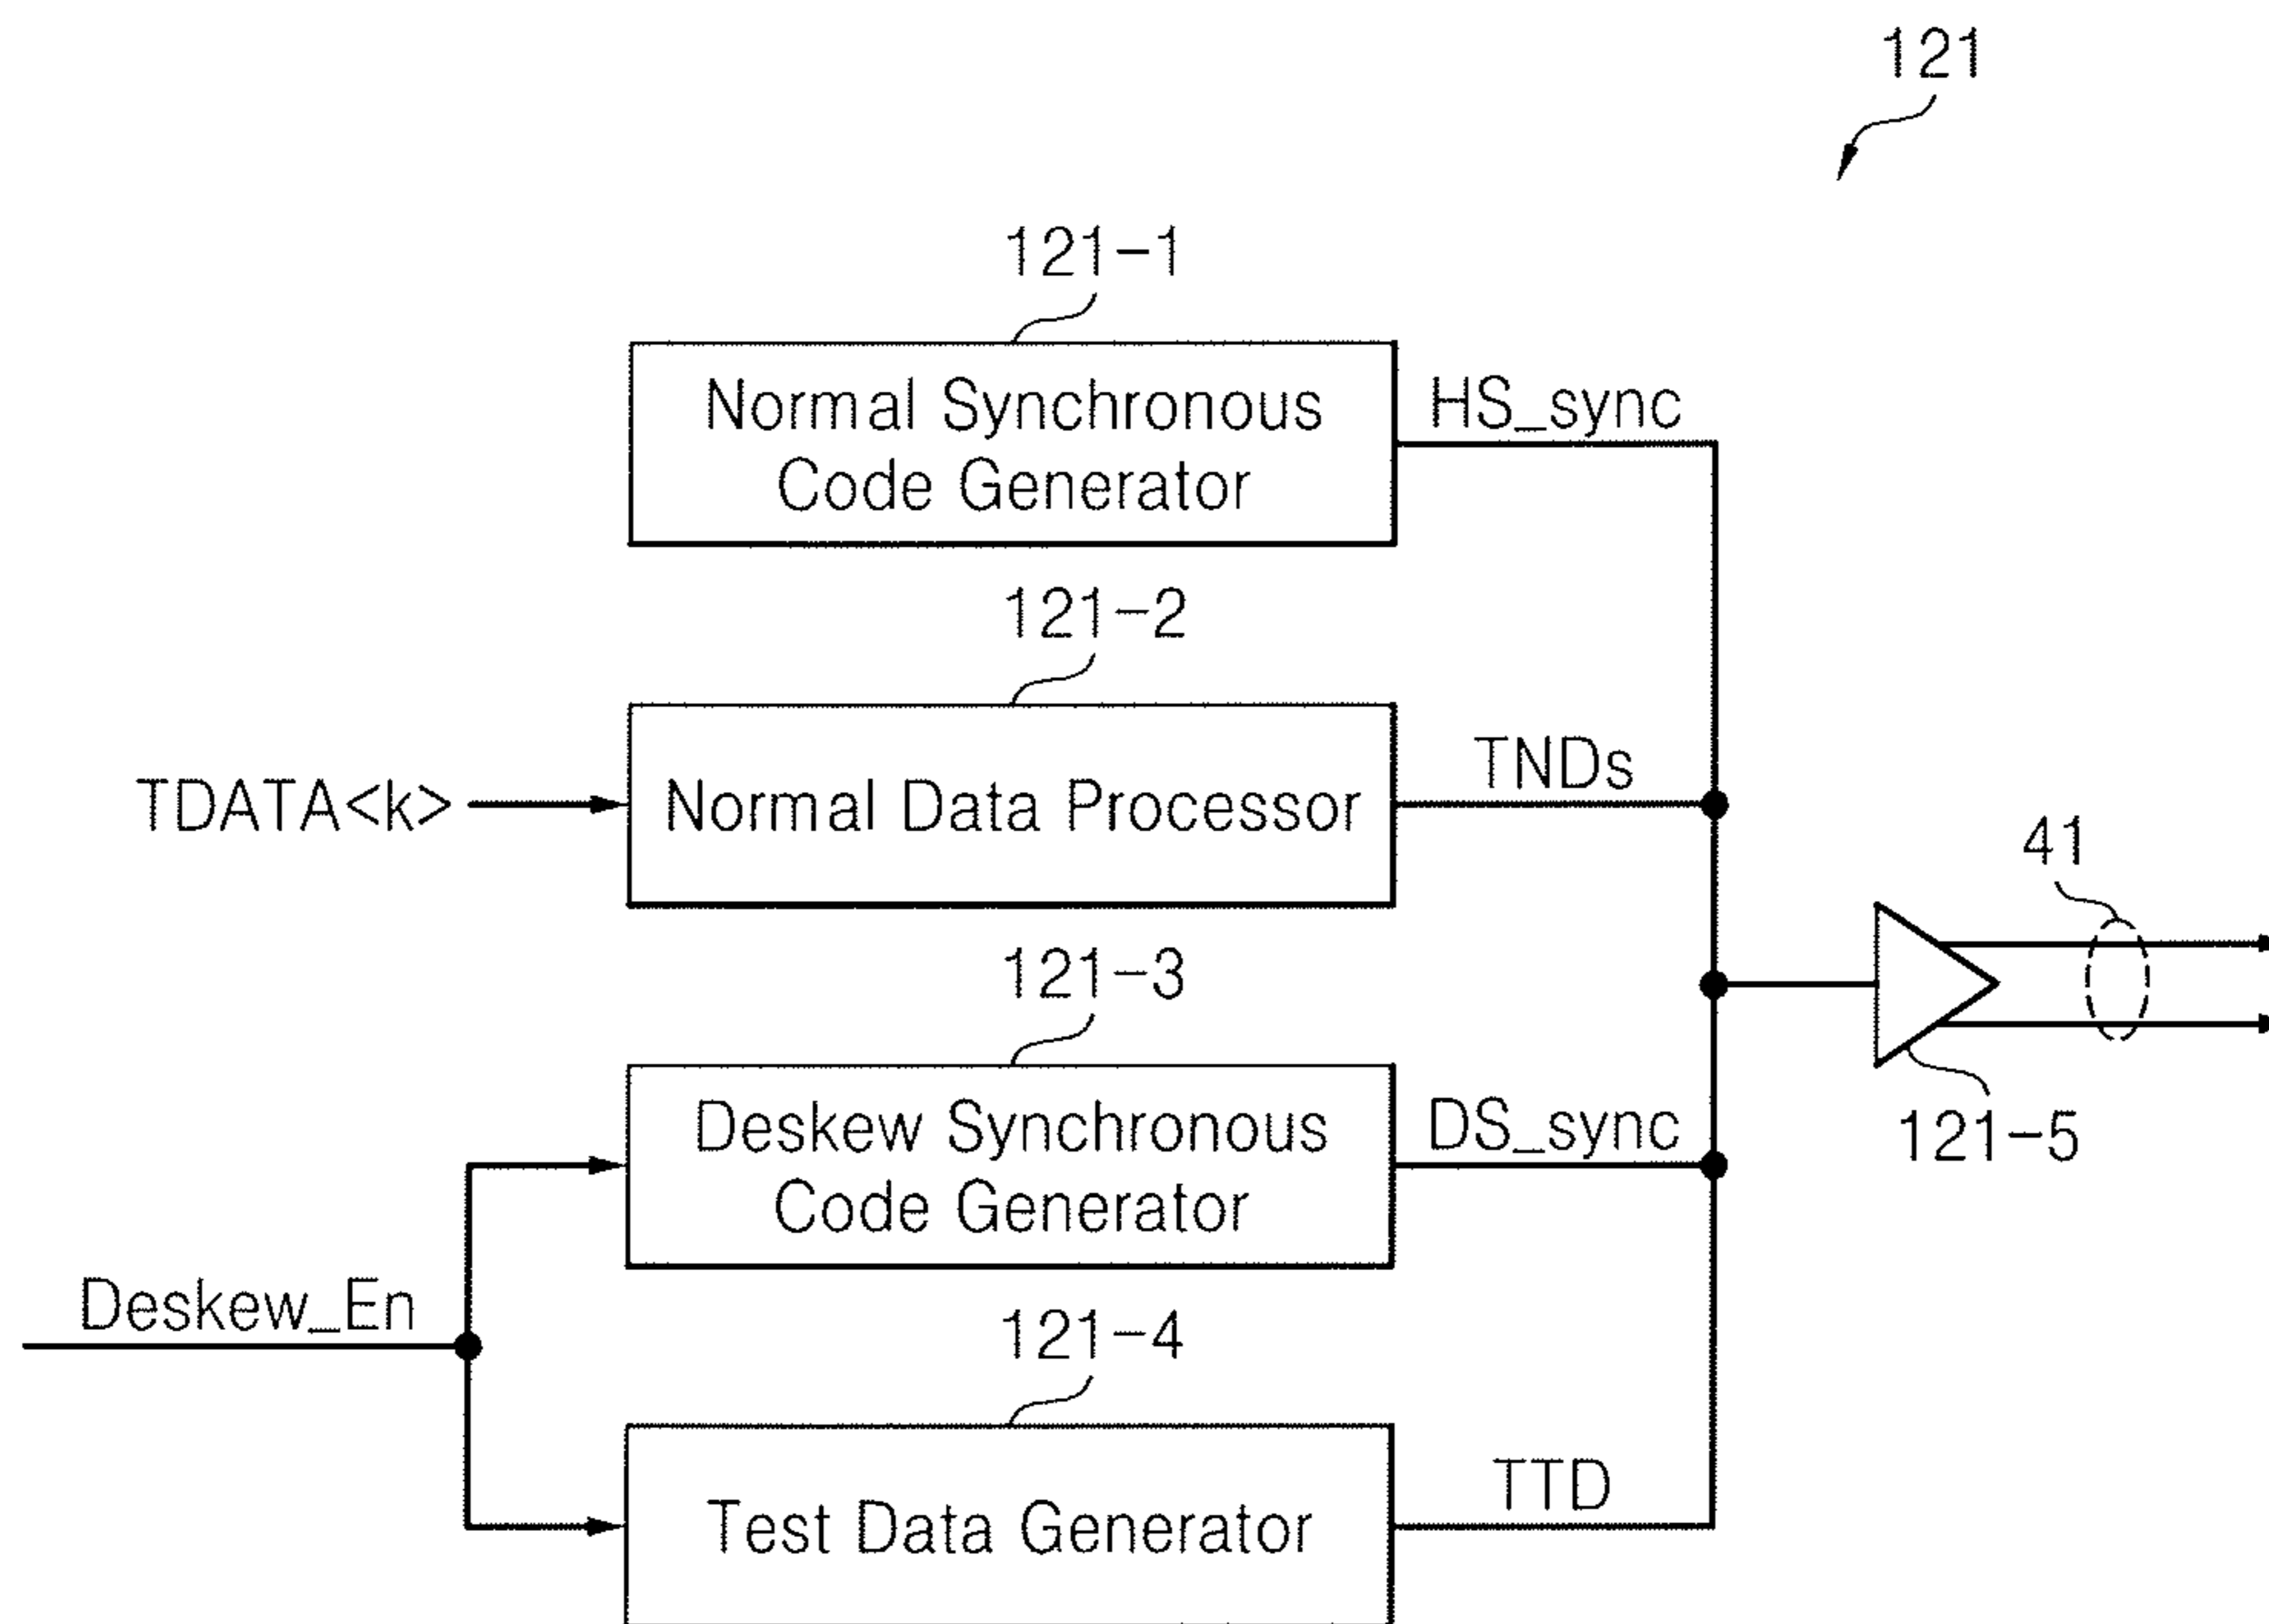 121
121-1
Normal Synchronous
Code Generator
HS_sync
121-2
TDATA<k>
Normal Data Processor
TNDs
41
121-3
Deskew Synchronous
Code Generator
DS_sync
121-5
Deskew_En
121-4
Test Data Generator
TTD